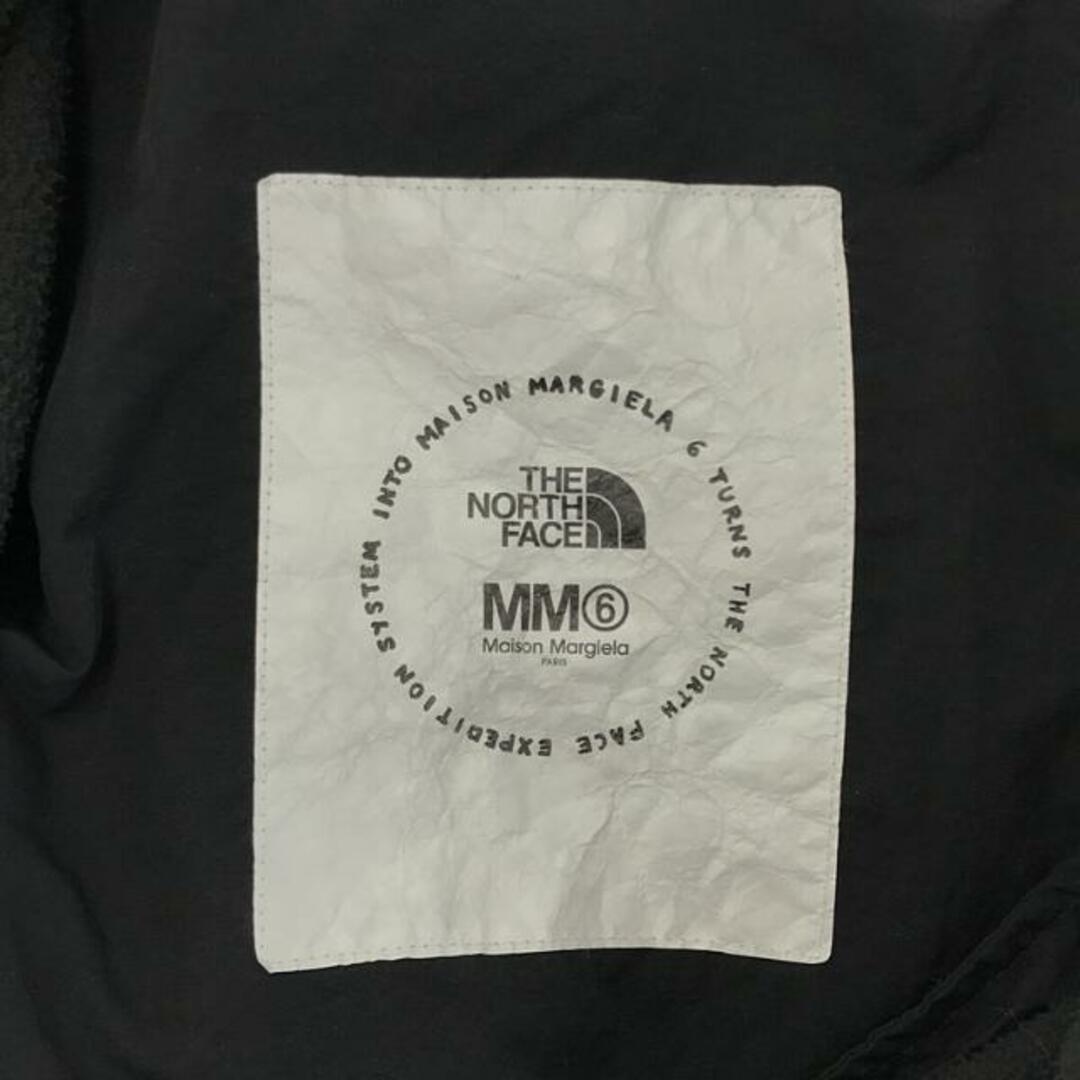 MAISON MARGIELA 6 TURNS THE NORTH FACE EXPEDITION SYSTEM INTO
THE
NORTH
FACE
MM⑥
Maison Margiela
PARIS